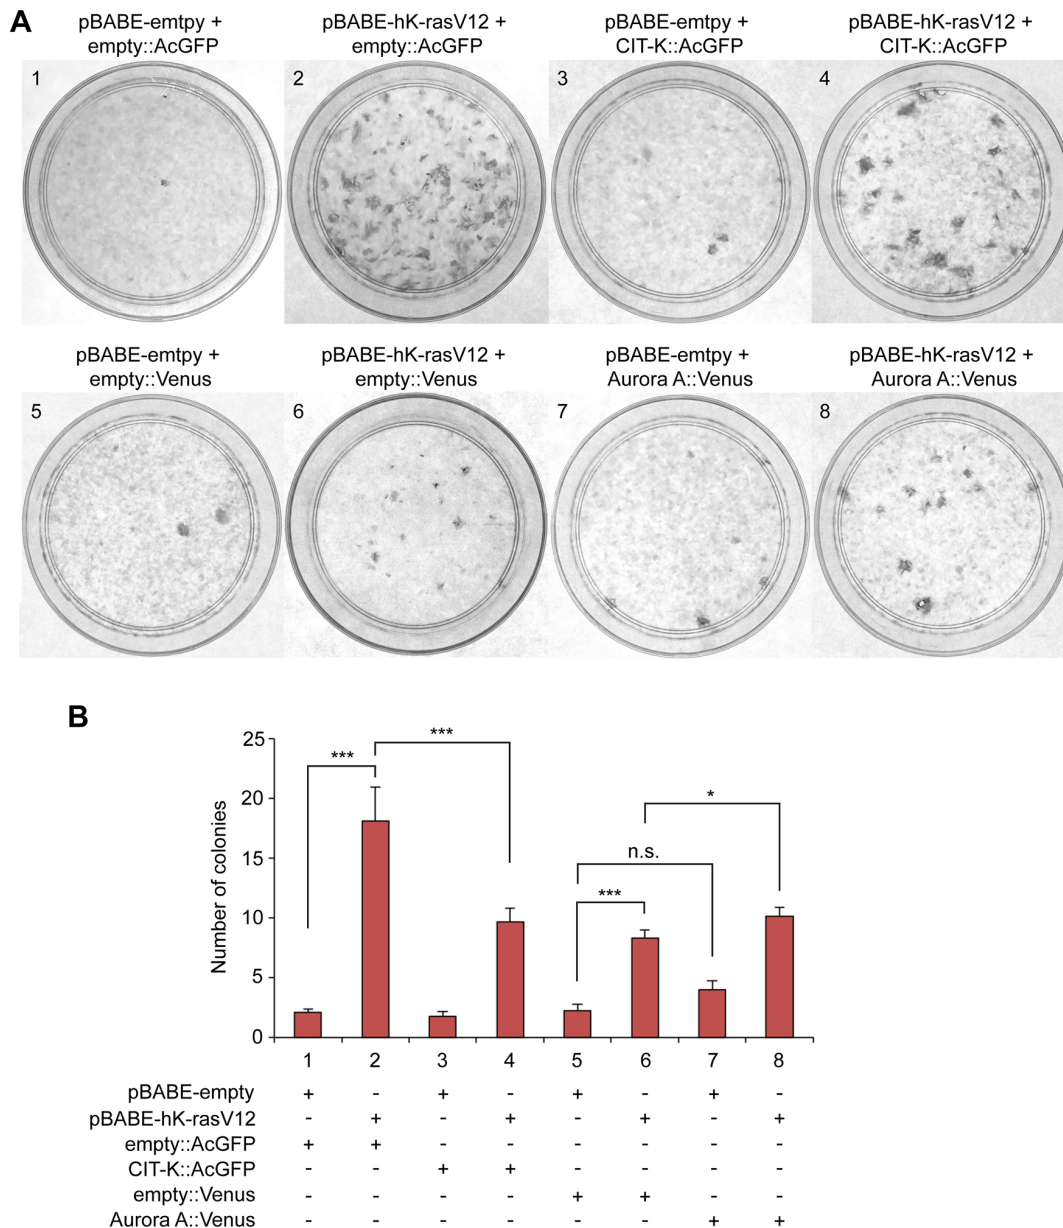 A
pBABE-emtpy +
empty::AcGFP
pBABE-hK-rasV12 +
empty::AcGFP
pBABE-emtpy +
CIT-K::AcGFP
pBABE-hK-rasV12 +
CIT-K::AcGFP
1
2
3
4
pBABE-emtpy +
empty::Venus
pBABE-hK-rasV12 +
empty::Venus
pBABE-emtpy +
Aurora A::Venus
pBABE-hK-rasV12 +
Aurora A::Venus
5
6
7
8
B
Number of colonies
25
20
15
10
5
0
***
***
***
n.s.
*
1 2 3 4 5 6 7 8
pBABE-empty + - + - + - + -
pBABE-hK-rasV12 - + - + - + - +
empty::AcGFP + + - - - - - -
CIT-K::AcGFP - - + + - - - -
empty::Venus - - - - + + - -
Aurora A::Venus - - - - - - + +